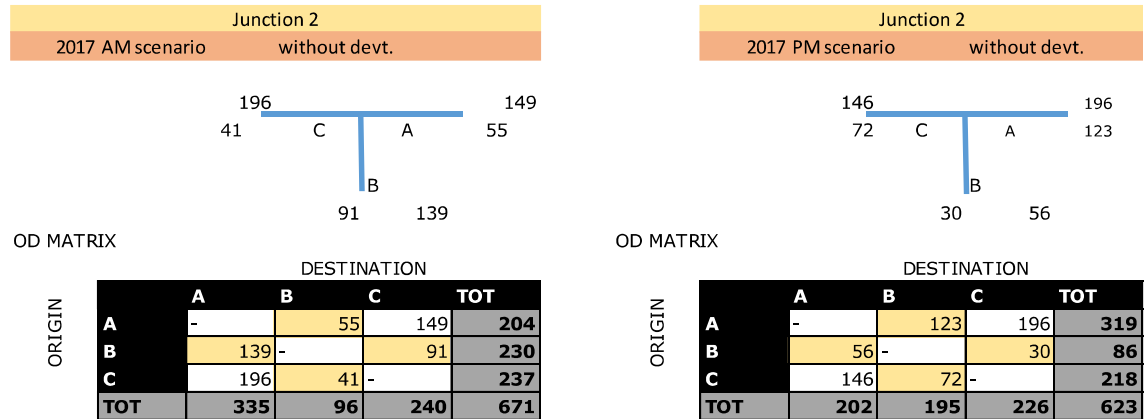 Junction 2
2017 AM scenario without devt.
196 149
41 C A 55
B
91 139
OD MATRIX
DESTINATION
ORIGIN
A B C TOT
A - 55 149 204
B 139 - 91 230
C 196 41 - 237
TOT 335 96 240 671
Junction 2
2017 PM scenario without devt.
146 196
72 C A 123
B
30 56
OD MATRIX
DESTINATION
ORIGIN
A B C TOT
A - 123 196 319
B 56 - 30 86
C 146 72 - 218
TOT 202 195 226 623